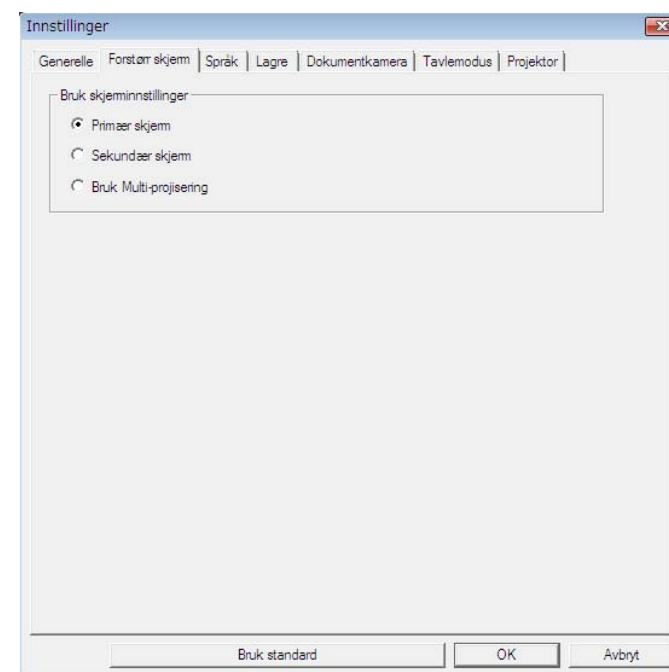 Innstillinger
Generelle Forstørr skjerm Språk Lagre Dokumentkamera Tavlemodus Projektor
Bruk skjerminnstillinger
Primær skjerm
Sekundær skjerm
Bruk Multi-projisering
Bruk standard OK Avbryt